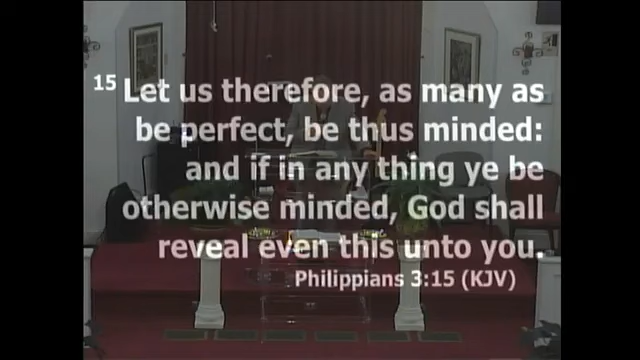 15 Let us therefore, as many as
be perfect, be thus minded:
and if in any thing ye be
otherwise minded, God shall
reveal even this unto you.
Philippians 3:15 (KJV)